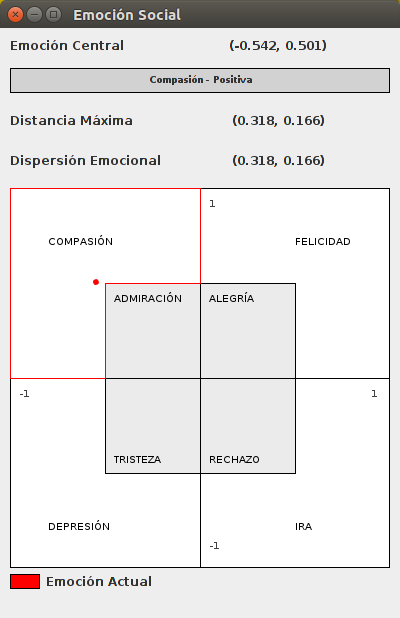 Emoción Social
Emoción Central (-0.542, 0.501)
Compasión - Positiva
Distancia Máxima (0.318, 0.166)
Dispersión Emocional (0.318, 0.166)
1
COMPASIÓN FELICIDAD
ADMIRACIÓN ALEGRÍA
-1 1
TRISTEZA RECHAZO
DEPRESIÓN IRA
-1
Emoción Actual